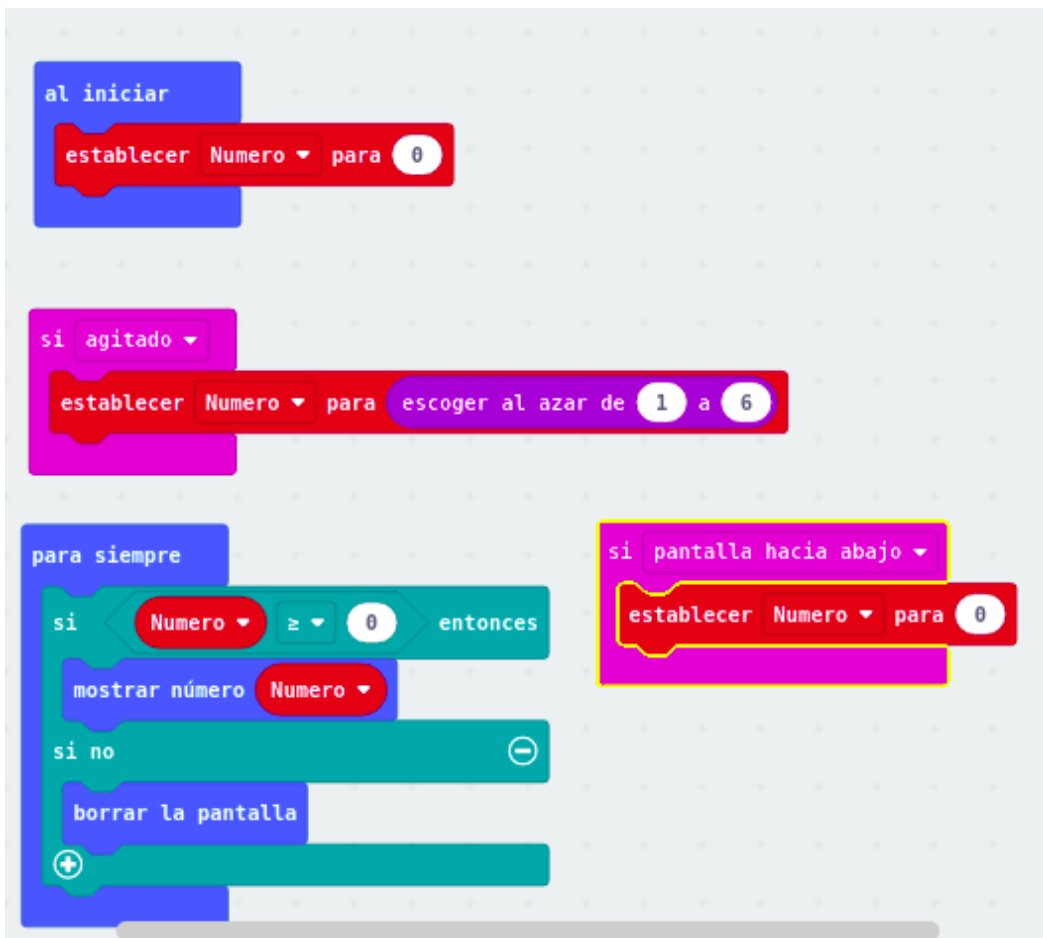 al iniciar
establecer Numero para 0
si agitado
establecer Numero para escoger al azar de 1 a 6
para siempre
si Numero ≥ 0 entonces
mostrar número Numero
si no
borrar la pantalla
si pantalla hacia abajo
establecer Numero para 0